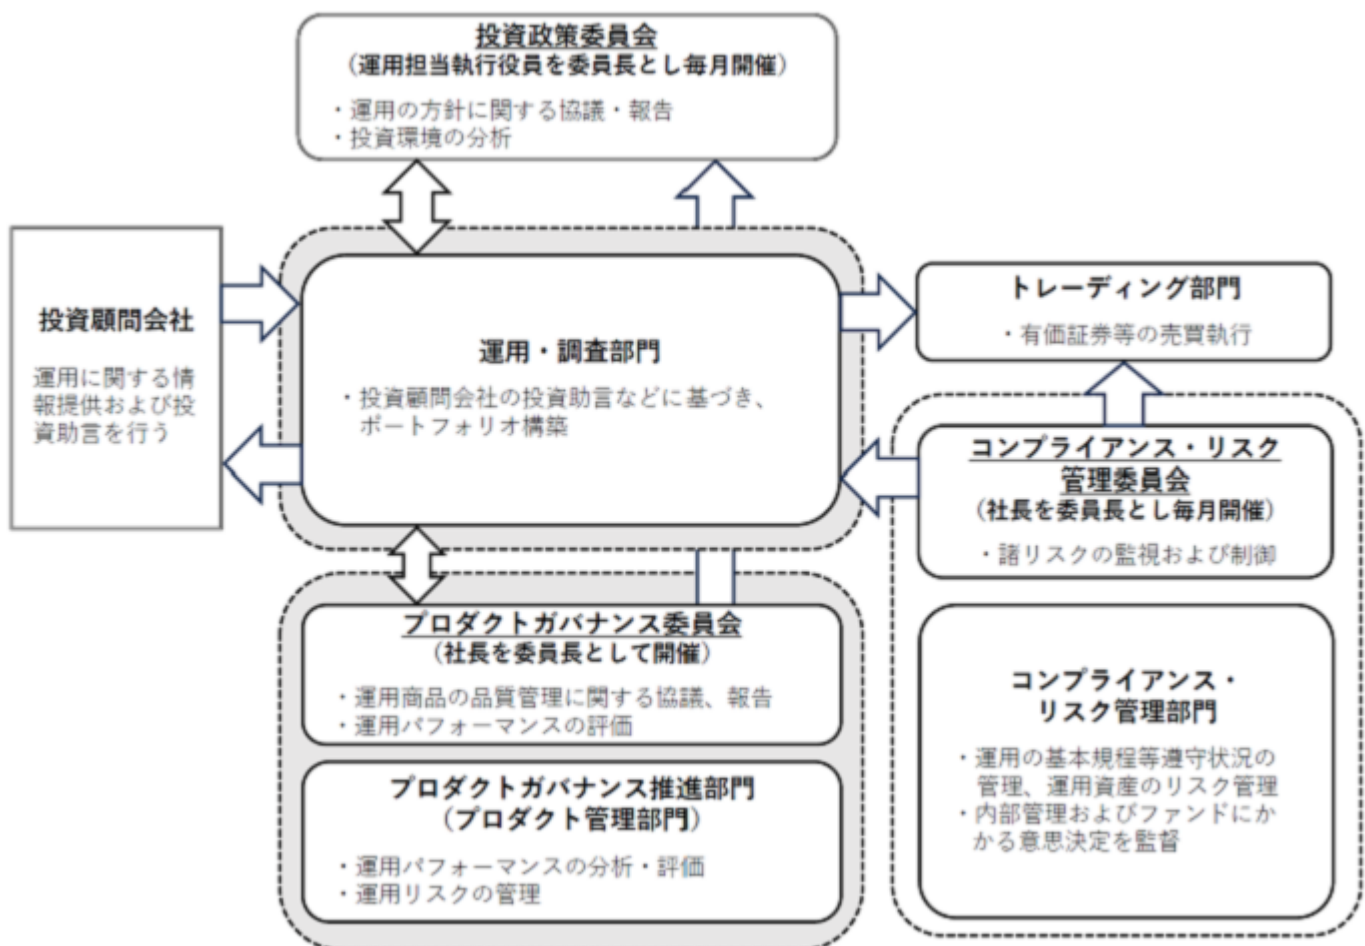 投資政策委員会
（運用担当執行役員を委員長とし毎月開催）
・運用の方針に関する協議・報告
・投資環境の分析
投資顧問会社
運用に関する情
報提供および投
資助言を行う
運用・調査部門
・投資顧問会社の投資助言などに基づき、
ポートフォリオ構築
トレーディング部門
・有価証券等の売買執行
コンプライアンス・リスク
管理委員会
（社長を委員長とし毎月開催）
・諸リスクの監視および制御
プロダクトガバナンス委員会
（社長を委員長として開催）
・運用商品の品質管理に関する協議、報告
・運用パフォーマンスの評価
プロダクトガバナンス推進部門
（プロダクト管理部門）
・運用パフォーマンスの分析・評価
・運用リスクの管理
コンプライアンス・
リスク管理部門
・運用の基本規程等遵守状況の
管理、運用資産のリスク管理
・内部管理およびファンドにか
かる意思決定を監督